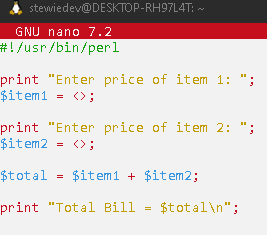 stewiedev@DESKTOP-RH97L4T: ~
GNU nano 7.2
#!/usr/bin/perl
print "Enter price of item 1: ";
$item1 = <>;
print "Enter price of item 2: ";
$item2 = <>;
$total = $item1 + $item2;
print "Total Bill = $total\n";